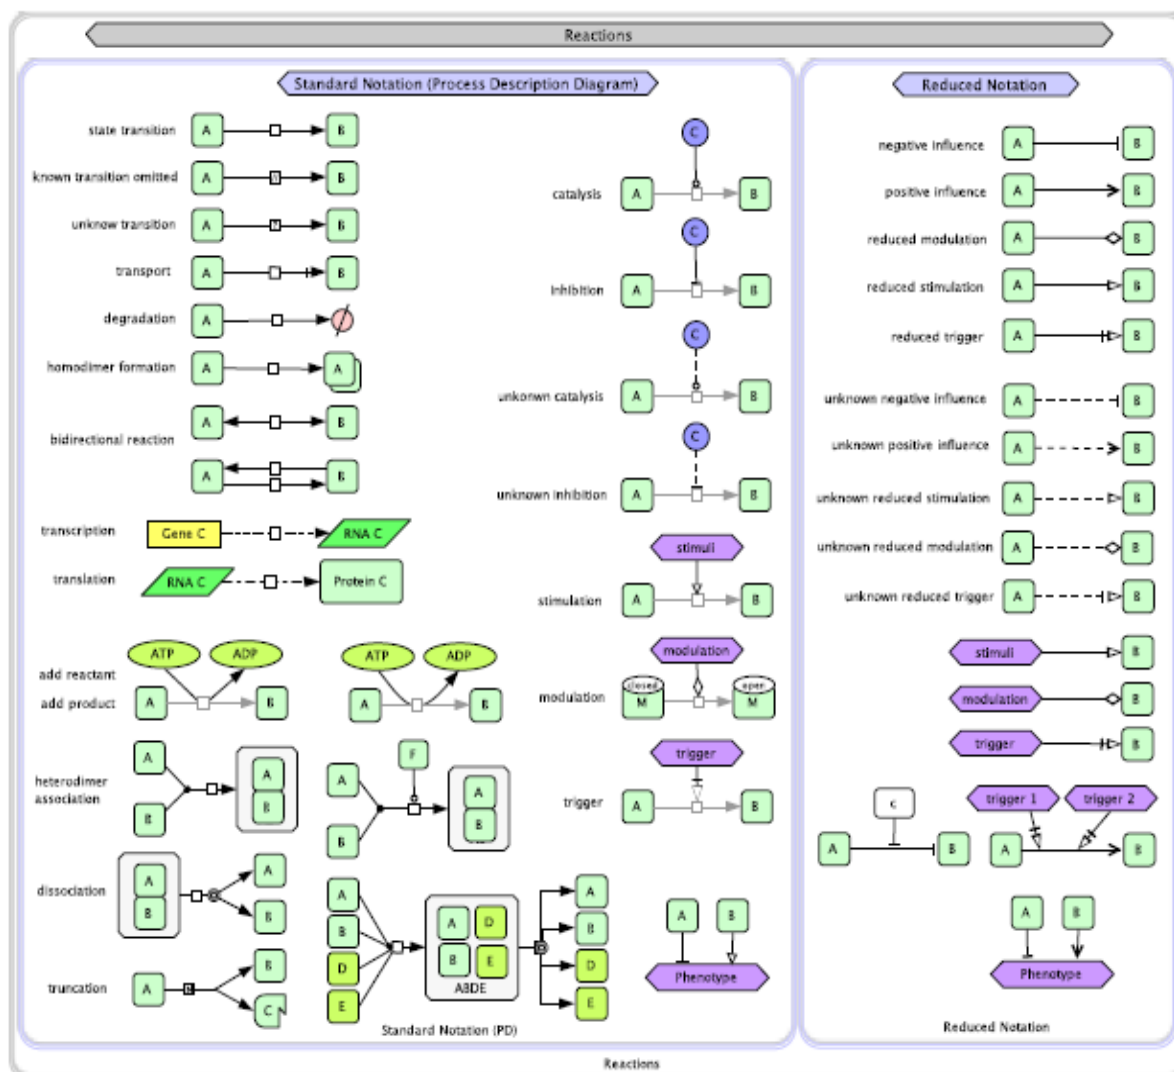 Reactions
Standard Notation (Process Description Diagram)
state transition A B
known transition omitted A B
unknow transition A ? B
transport A B
degradation A
homodimer formation A A
bidirectional reaction A B
A B
transcription Gene C RNA C
translation RNA C Protein C
add reactant
add product
ATP ADP
A B
ATP ADP
A B
heterodimer
association
A
B
A
B
F
A
B
A
B
dissociation
A
B
A
B
A
B
D
E
A D
B E
ABDE
A
B
D
E
truncation A B
C
Standard Notation (PD)
C
catalysis A B
C
inhibition A B
C
unkonwn catalysis A B
C
unknown inhibition A B
stimuli
stimulation A B
modulation
modulation closed M open M
trigger
trigger A B
A B
Phenotype
Reduced Notation
negative influence A B
positive influence A B
reduced modulation A B
reduced stimulation A B
reduced trigger A B
unknown negative influence A B
unknown positive influence A B
unknown reduced stimulation A B
unknown reduced modulation A B
unknown reduced trigger A B
stimuli B
modulation B
trigger B
c
A B
trigger 1 trigger 2
A B
A B
Phenotype
Reduced Notation
Reactions